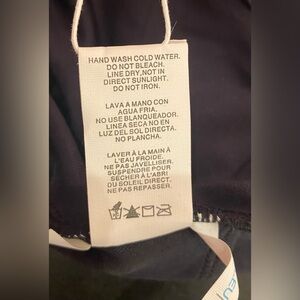 HAND WASH COLD WATER.
DO NOT BLEACH.
LINE DRY,NOT IN
DIRECT SUNLIGHT.
DO NOT IRON.
LAVA A MANO CON
AGUA FRIA.
NO USE BLANQUEADOR.
LINEA SECA NO EN
LUZ DEL SOL DIRECTA.
NO PLANCHA.
LAVER À LA MAIN À
L'EAU FROIDE.
NE PAS JAVELLISER.
SUSPENDRE POUR
SÉCHER À L'ABRI
DU SOLEIL DIRECT.
NE PAS REPASSER.